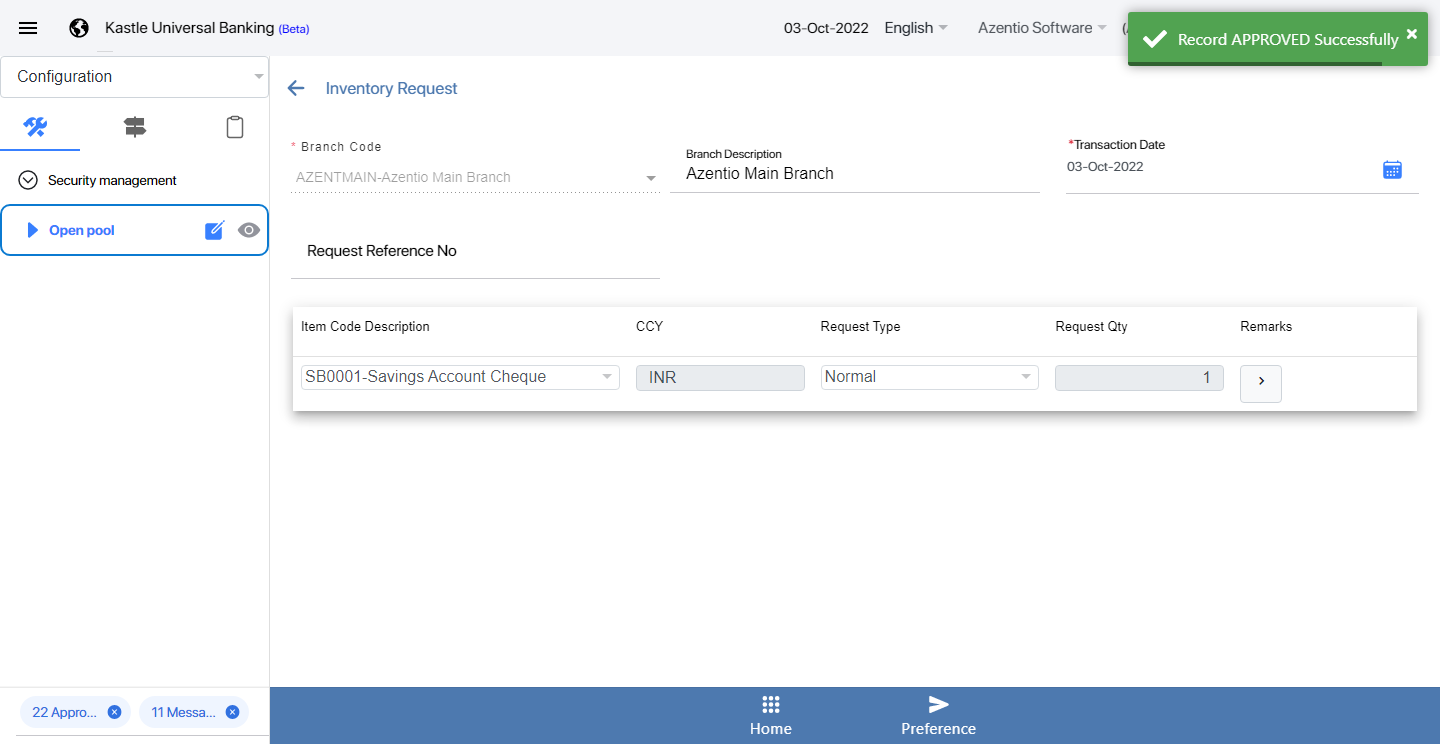 Kastle Universal Banking (Beta)
03-Oct-2022
English
Azentio Software
Record APPROVED Successfully
Configuration
Security management
Open pool
Inventory Request
* Branch Code
AZENTMAIN-Azentio Main Branch
Branch Description
Azentio Main Branch
*Transaction Date
03-Oct-2022
Request Reference No
Item Code Description CCY Request Type Request Qty Remarks
SB0001-Savings Account Cheque INR Normal 1
22 Appro... 11 Messa...
Home Preference